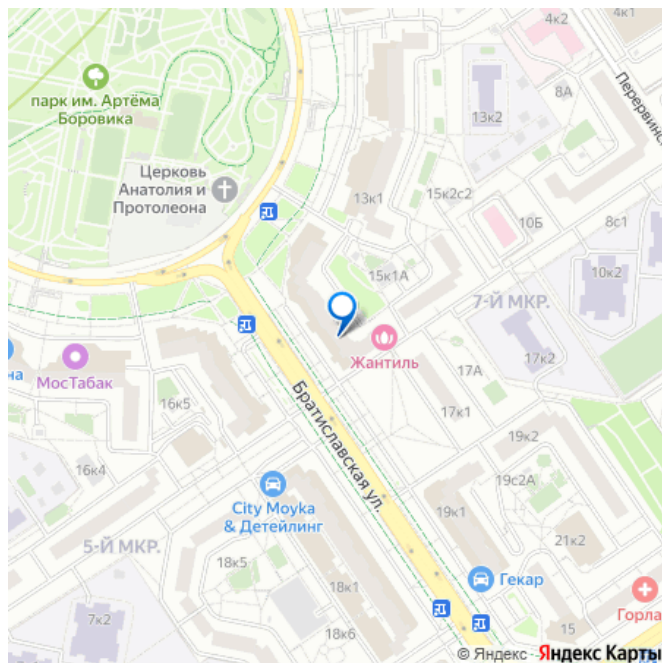 4к2
4к1
8А
Перервинс
парк им. Артёма
Боровика
13к2
Церковь
Анатолия и
Протолеона
13к1
15к2с2
10Б
8с1
15к1А
10к2
7-Й МКР.
Жантиль
на
МосТабак
17А
17к2
16к5
17к1
Братиславская ул.
19к2
16к4
19с2А
City Moyka
& Детейлинг
19к1
5-Й МКР.
21к2
18к5
18к1
Гекар
Горла
7к2
15
18к6
© Яндекс Яндекс Карты